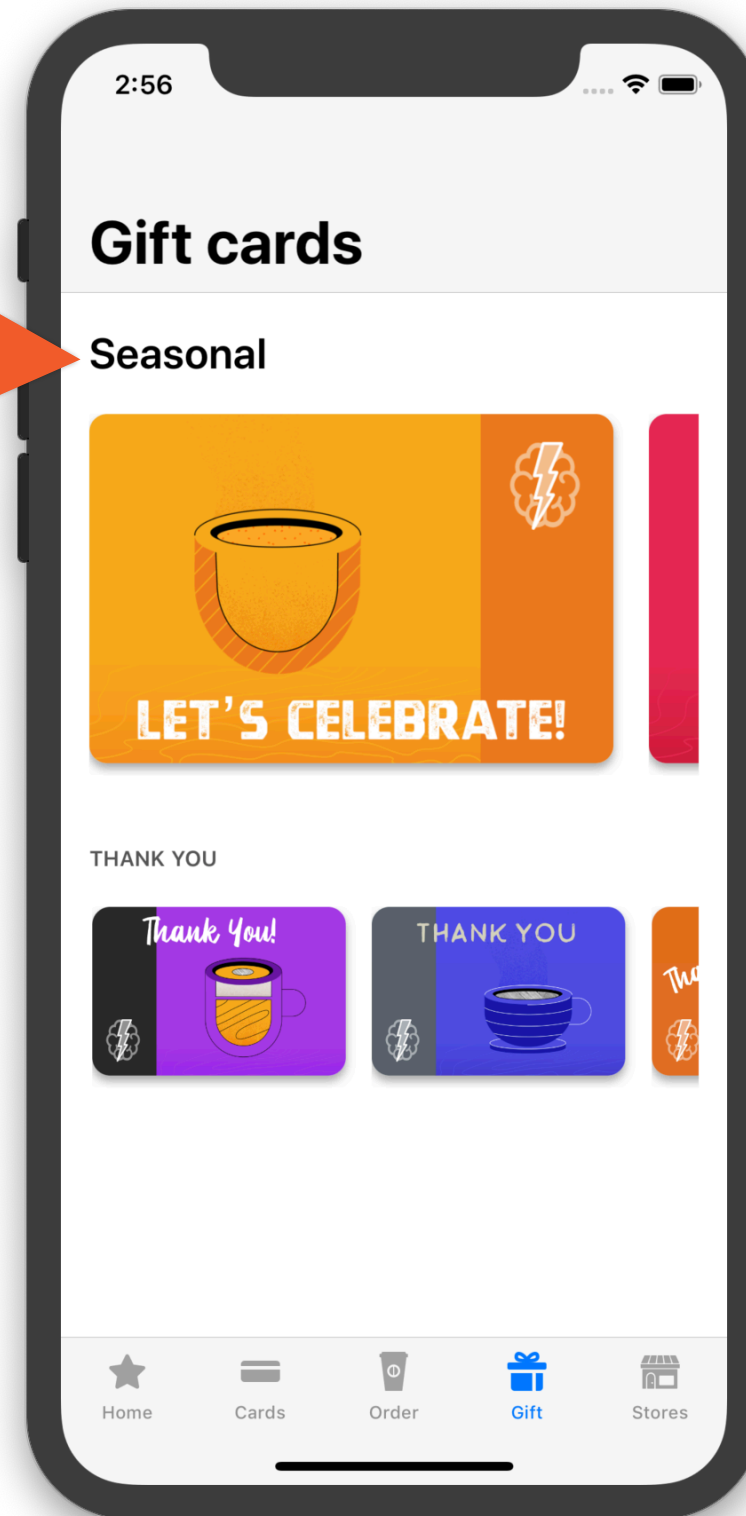 2:56
Gift cards
Seasonal
LET'S CELEBRATE!
THANK YOU
Thank You!
THANK YOU
Home
Cards
Order
Gift
Stores